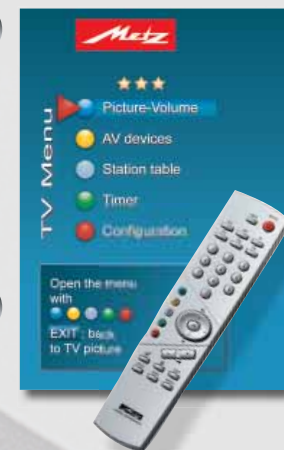 Metz
TV Menu
Picture-Volume
AV devices
Station table
Timer
Configuration
Open the menu
with
EXIT : back
to TV picture